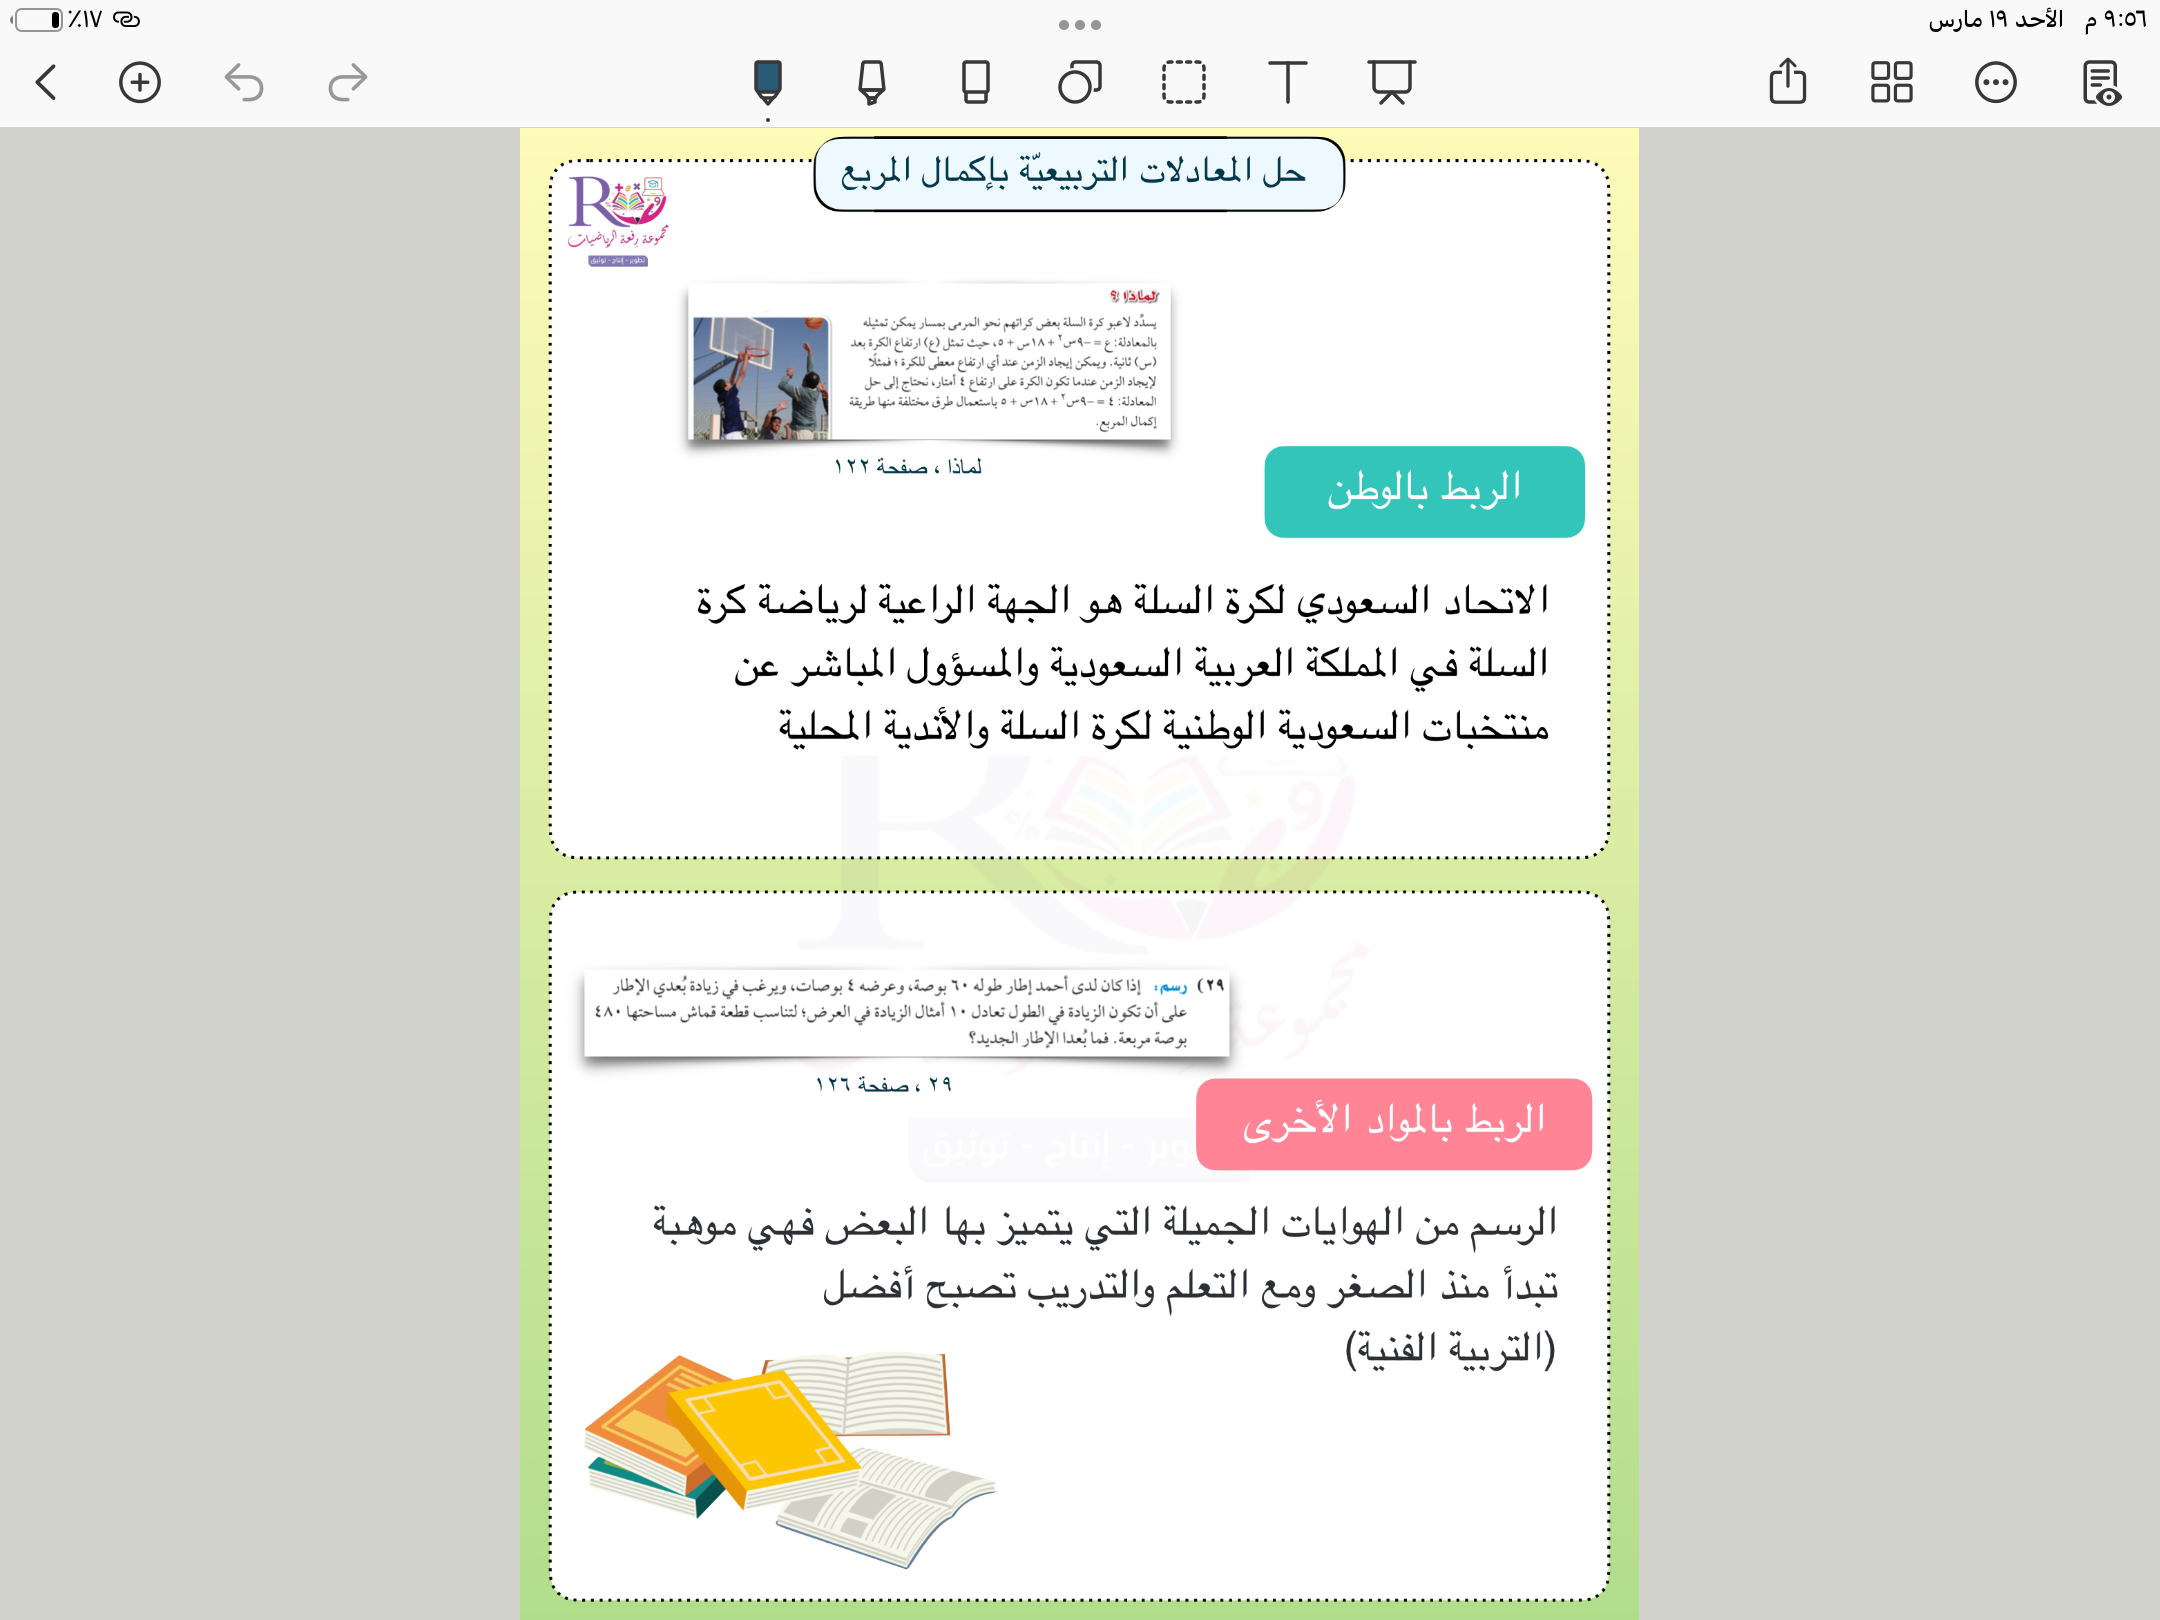 ٩:٥٦ م الأحد ١٩ مارس
٪١٧
حل المعادلات التربيعيّة بإكمال المربع
R
مجموعة رفعة الرياضيات
تطوير - إنتاج - توثيق
لماذا ؟
يسدِّد لاعبو كرة السلة بعض كراتهم نحو المرمى بمسار يمكن تمثيله
بالمعادلة: ع = –٩س٢ + ١٨س + ٥، حيث تمثل (ع) ارتفاع الكرة بعد
(س) ثانية. ويمكن إيجاد الزمن عند أي ارتفاع معطى للكرة ؛ فمثلًا
لإيجاد الزمن عندما تكون الكرة على ارتفاع ٤ أمتار، نحتاج إلى حل
المعادلة: ٤ = –٩س٢ + ١٨س + ٥ باستعمال طرق مختلفة منها طريقة
إكمال المربع.
لماذا ، صفحة ١٢٢
الربط بالوطن
الاتحاد السعودي لكرة السلة هو الجهة الراعية لرياضة كرة
السلة في المملكة العربية السعودية والمسؤول المباشر عن
منتخبات السعودية الوطنية لكرة السلة والأندية المحلية
٢٩) رسم: إذا كان لدى أحمد إطار طوله ٦٠ بوصة، وعرضه ٤ بوصات، ويرغب في زيادة بُعدي الإطار
على أن تكون الزيادة في الطول تعادل ١٠ أمثال الزيادة في العرض؛ لتناسب قطعة قماش مساحتها ٤٨٠
بوصة مربعة. فما بُعدا الإطار الجديد؟
٢٩ ، صفحة ١٢٦
الربط بالمواد الأخرى
الرسم من الهوايات الجميلة التي يتميز بها البعض فهي موهبة
تبدأ منذ الصغر ومع التعلم والتدريب تصبح أفضل
(التربية الفنية)